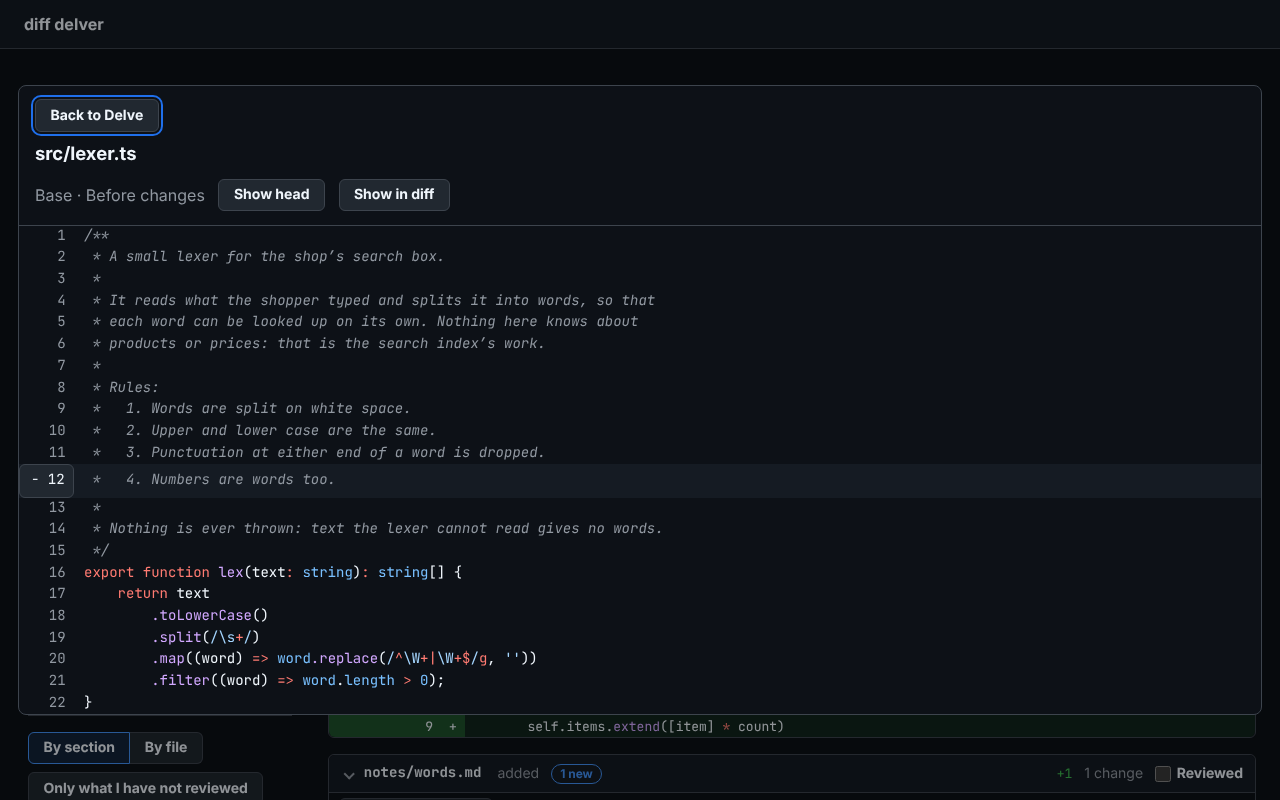 diff delver
Back to Delve
src/lexer.ts
Base · Before changes Show head Show in diff
1 /**
2  * A small lexer for the shop’s search box.
3  *
4  * It reads what the shopper typed and splits it into words, so that
5  * each word can be looked up on its own. Nothing here knows about
6  * products or prices: that is the search index’s work.
7  *
8  * Rules:
9  *   1. Words are split on white space.
10  *   2. Upper and lower case are the same.
11  *   3. Punctuation at either end of a word is dropped.
- 12  *   4. Numbers are words too.
13  *
14  * Nothing is ever thrown: text the lexer cannot read gives no words.
15  */
16 export function lex(text: string): string[] {
17     return text
18         .toLowerCase()
19         .split(/\s+/)
20         .map((word) => word.replace(/^\W+|\W+$/g, ''))
21         .filter((word) => word.length > 0);
22 }
9 + self.items.extend([item] * count)
By section By file
notes/words.md added 1 new +1 1 change Reviewed
Only what I have not reviewed